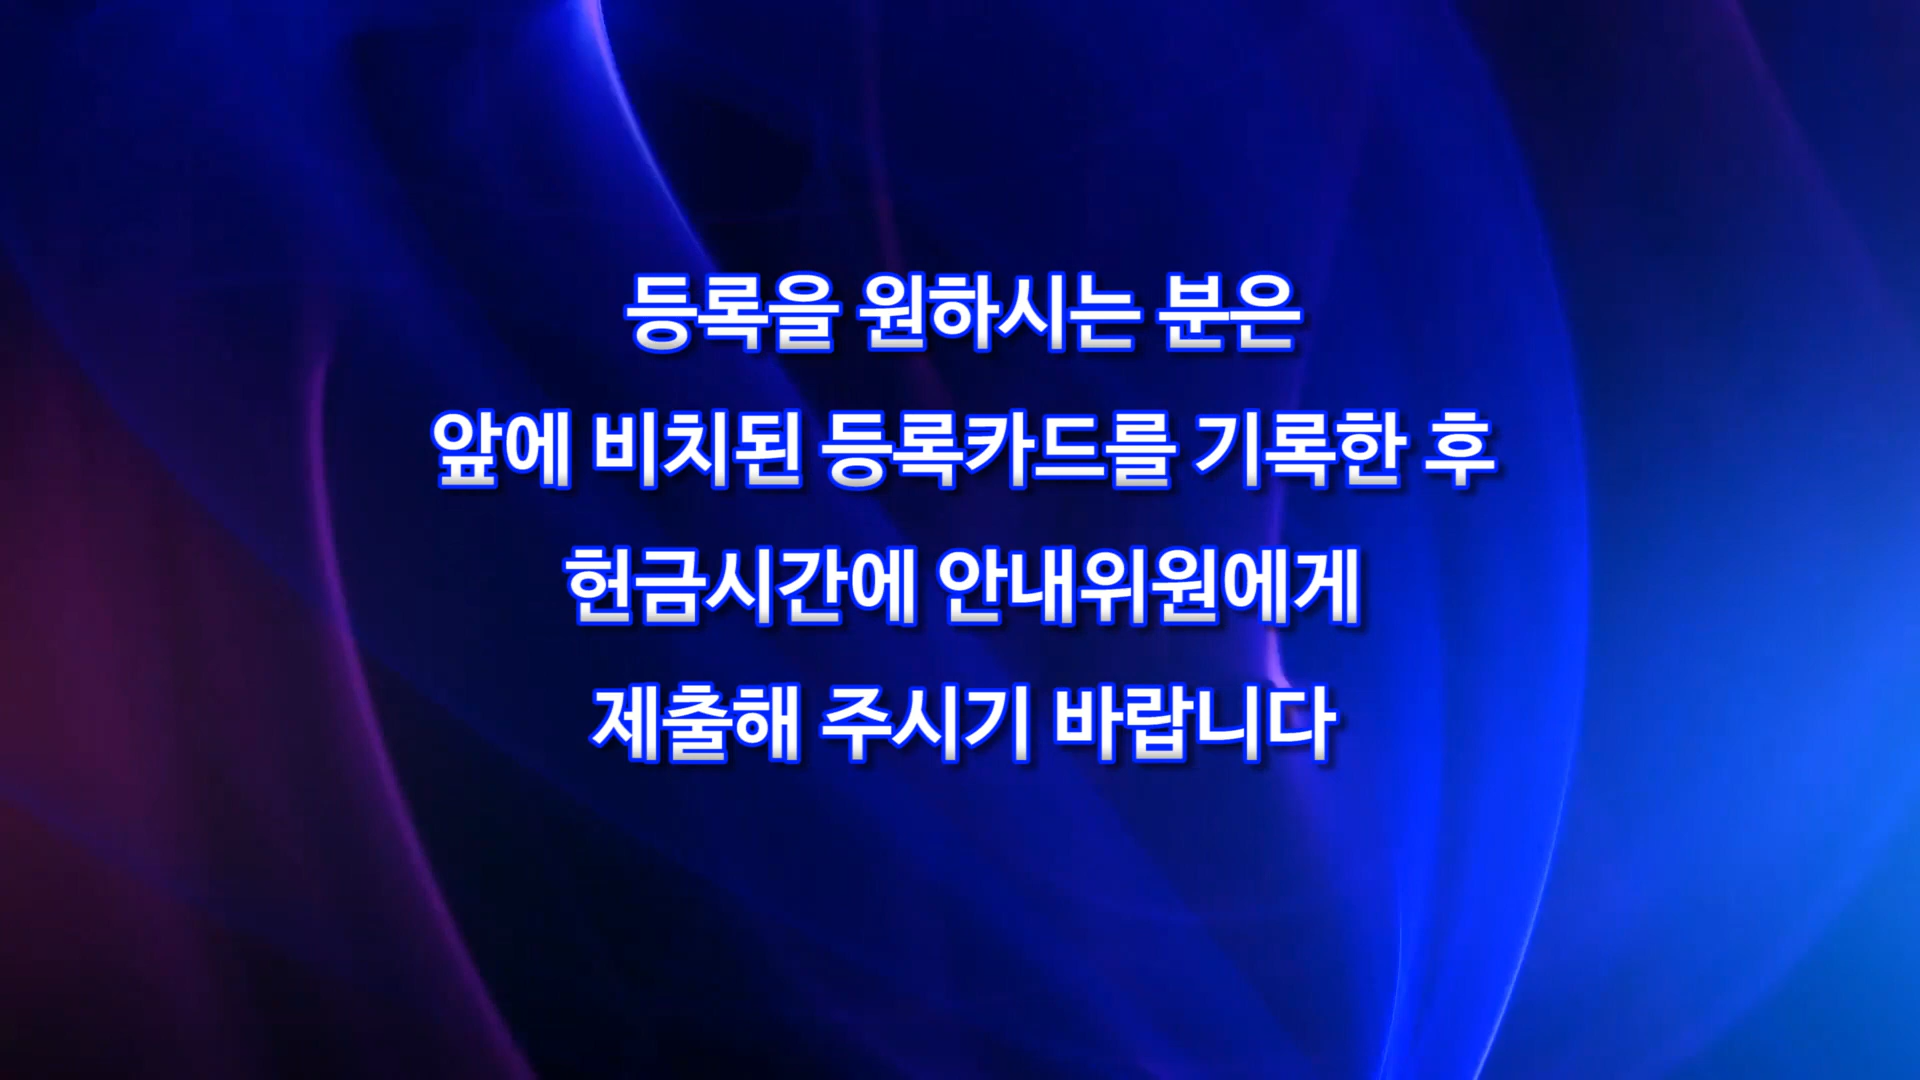 등록을 원하시는 분은
앞에 비치된 등록카드를 기록한 후
헌금시간에 안내위원에게
제출해 주시기 바랍니다